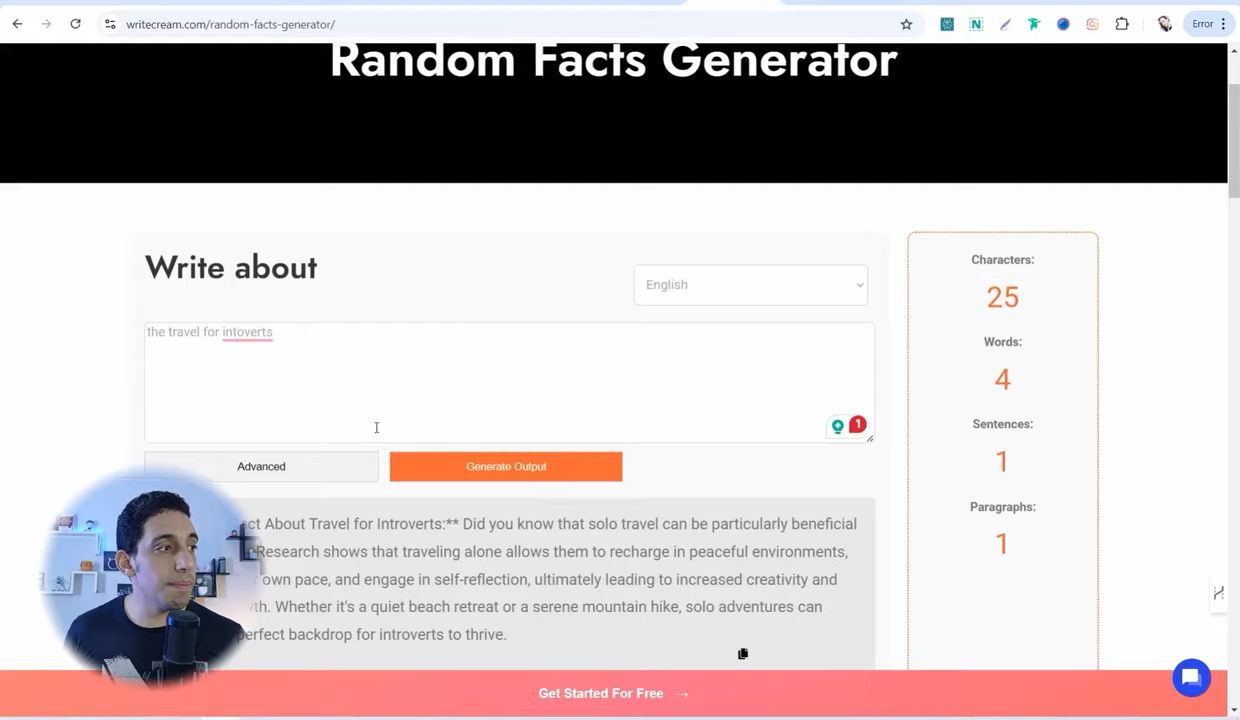 writecream.com/random-facts-generator/
Error
Random Facts Generator
Write about
English
the travel for intoverts
1
Advanced
Generate Output
Characters:
25
Words:
4
Sentences:
1
Paragraphs:
1
ct About Travel for Introverts:** Did you know that solo travel can be particularly beneficial
Research shows that traveling alone allows them to recharge in peaceful environments,
own pace, and engage in self-reflection, ultimately leading to increased creativity and
Whether it's a quiet beach retreat or a serene mountain hike, solo adventures can
perfect backdrop for introverts to thrive.
Get Started For Free →